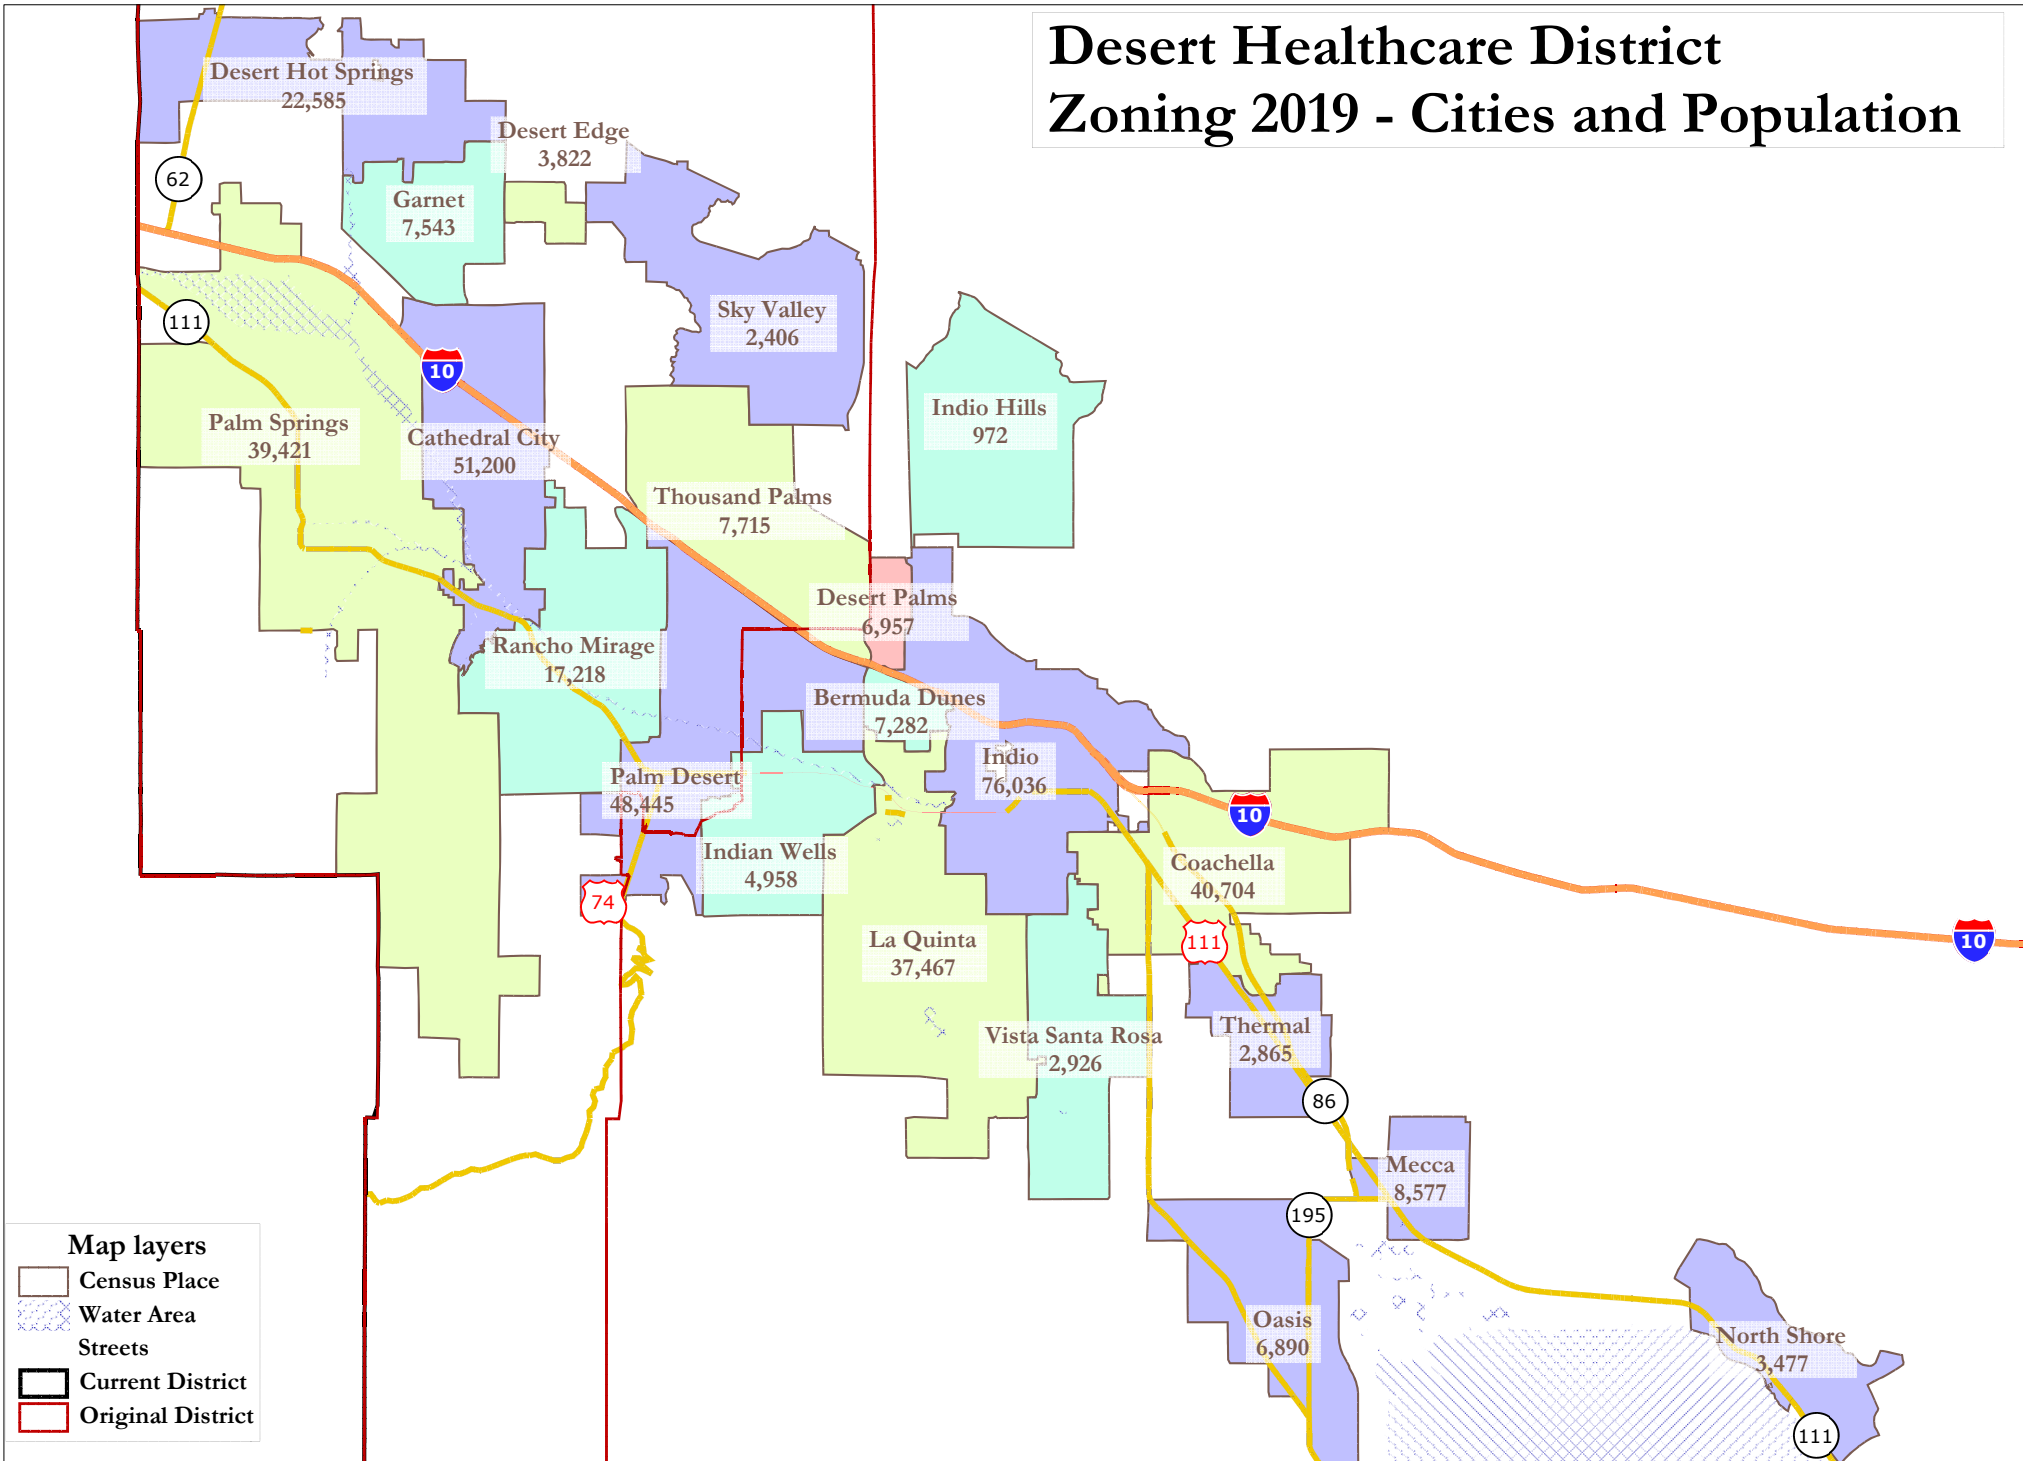 Desert Healthcare District
Zoning 2019 - Cities and Population
Desert Hot Springs
22,585
Desert Edge
3,822
62
Garnet
7,543
111
Sky Valley
2,406
10
Indio Hills
972
Palm Springs
39,421
Cathedral City
51,200
Thousand Palms
7,715
Desert Palms
6,957
Rancho Mirage
17,218
Bermuda Dunes
7,282
Indio
76,036
Palm Desert
48,445
10
Indian Wells
4,958
Coachella
40,704
74
La Quinta
37,467
111
10
Vista Santa Rosa
2,926
Thermal
2,865
86
Mecca
8,577
195
Oasis
6,890
North Shore
3,477
111
Map layers
Census Place
Water Area
Streets
Current District
Original District